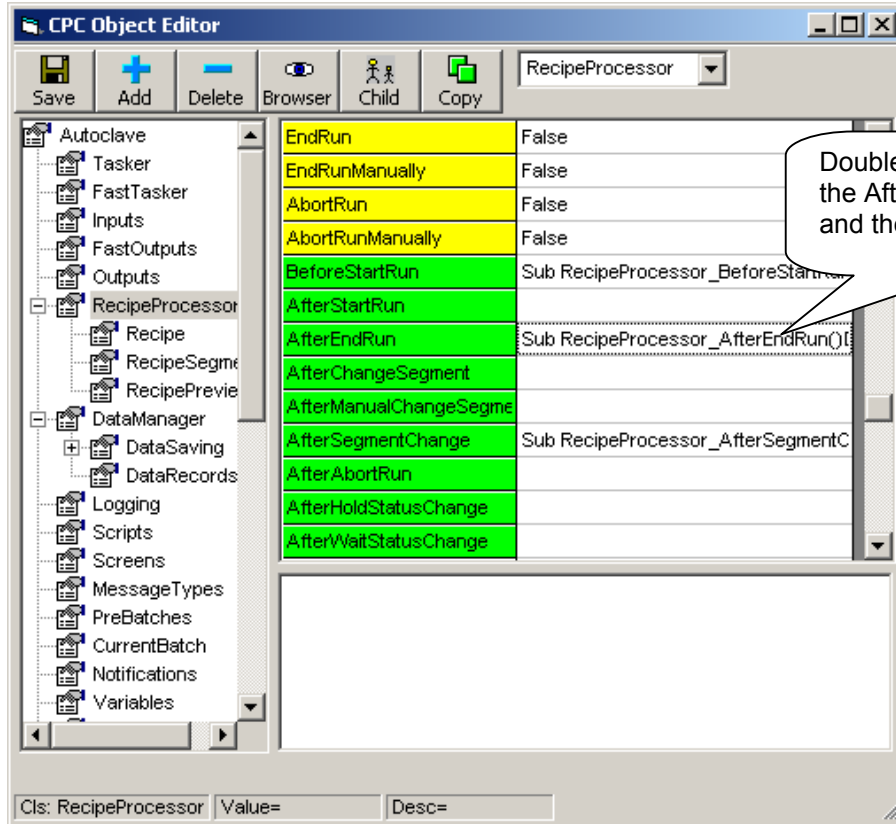 CPC Object Editor
Save Add Delete Browser Child Copy RecipeProcessor
Autoclave
Tasker
FastTasker
Inputs
FastOutputs
Outputs
RecipeProcessor
Recipe
RecipeSegme
RecipePrevie
DataManager
DataSaving
DataRecords
Logging
Scripts
Screens
MessageTypes
PreBatches
CurrentBatch
Notifications
Variables
EndRun False
EndRunManually False
AbortRun False
AbortRunManually False
BeforeStartRun Sub RecipeProcessor_BeforeStartRun
AfterStartRun
AfterEndRun Sub RecipeProcessor_AfterEndRun()
AfterChangeSegment
AfterManualChangeSegme
AfterSegmentChange Sub RecipeProcessor_AfterSegmentC
AfterAbortRun
AfterHoldStatusChange
AfterWaitStatusChange
Double
the Aft
and the
Cls: RecipeProcessor Value= Desc=